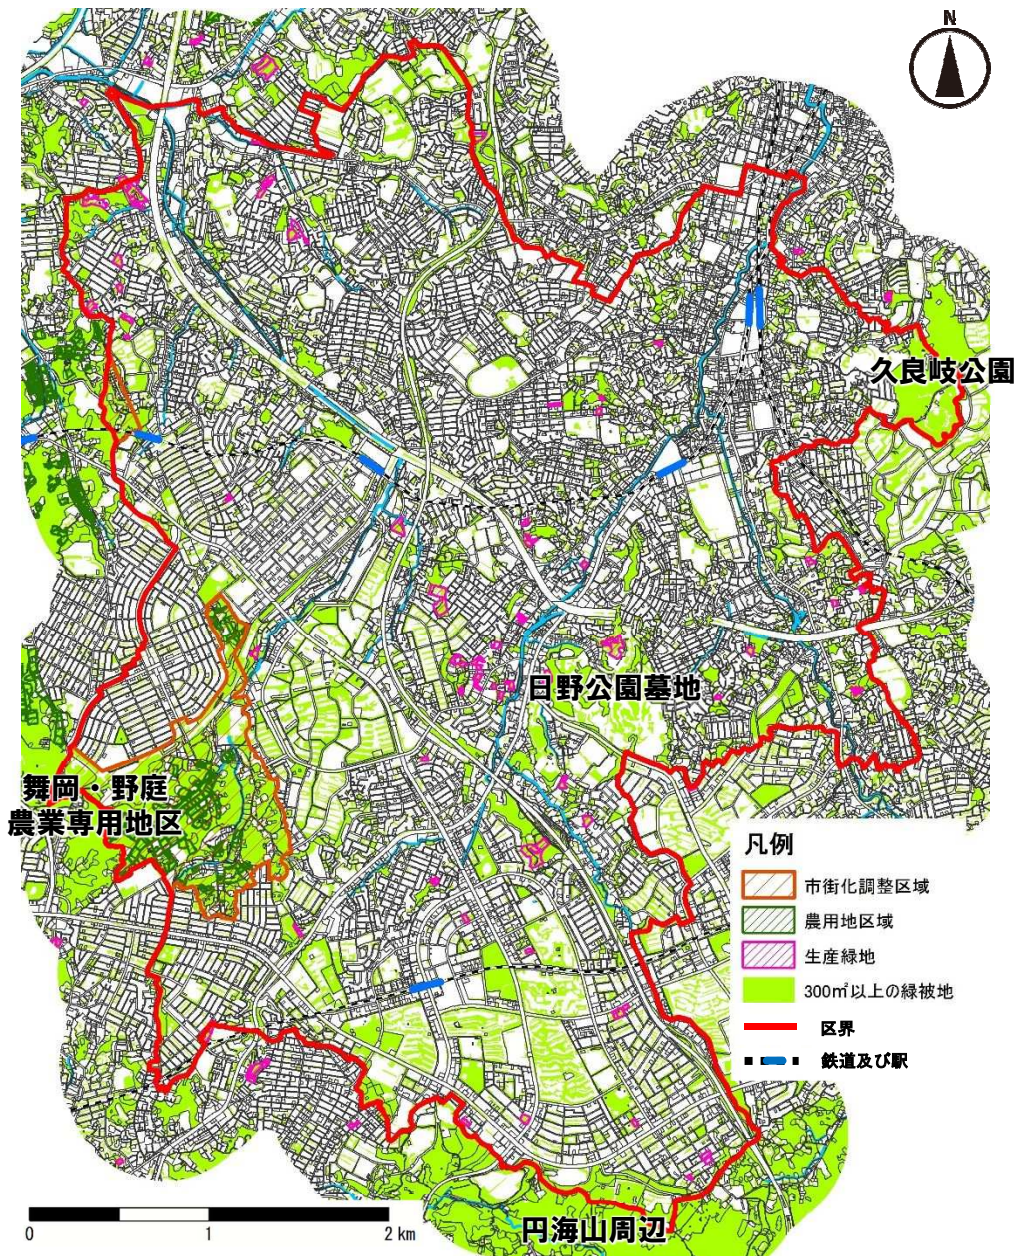 N
久良岐公園
日野公園墓地
舞岡・野庭
農業専用地区
凡例
市街化調整区域
農用地区域
生産緑地
300㎡以上の緑被地
区界
鉄道及び駅
円海山周辺
0 1 2 km